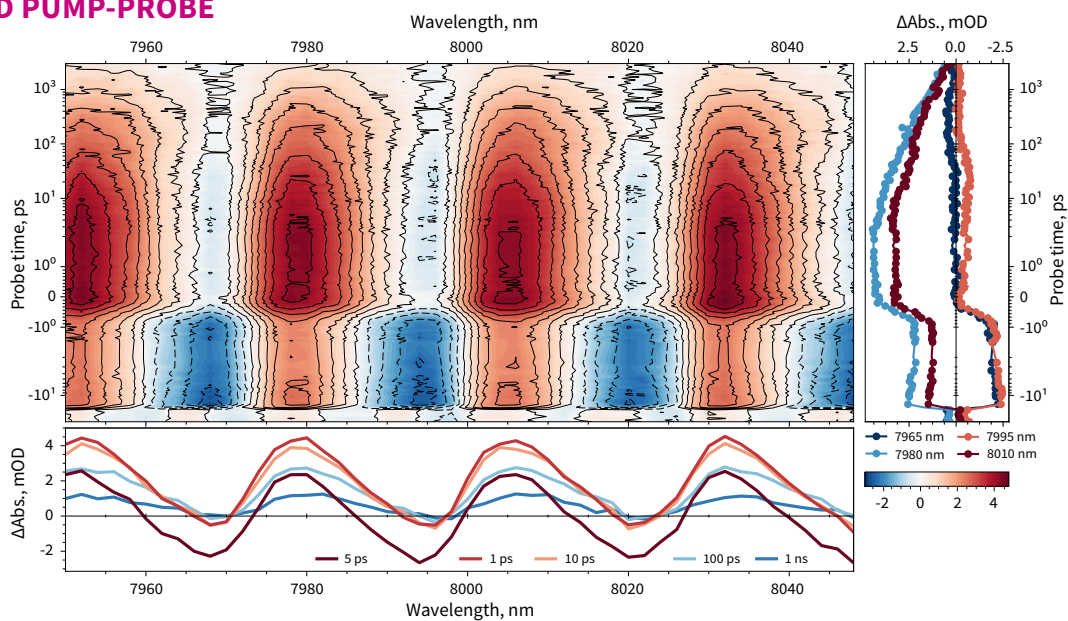 D PUMP-PROBE
Wavelength, nm
7960 7980 8000 8020 8040
ΔAbs., mOD
2.5 0.0 -2.5
Probe time, ps
10³
10²
10¹
10⁰
0
-10⁰
-10¹
10³
10²
10¹
10⁰
0
-10⁰
-10¹
Probe time, ps
7965 nm 7995 nm
7980 nm 8010 nm
-2 0 2 4
ΔAbs., mOD
4
2
0
-2
5 ps 1 ps 10 ps 100 ps 1 ns
7960 7980 8000 8020 8040
Wavelength, nm